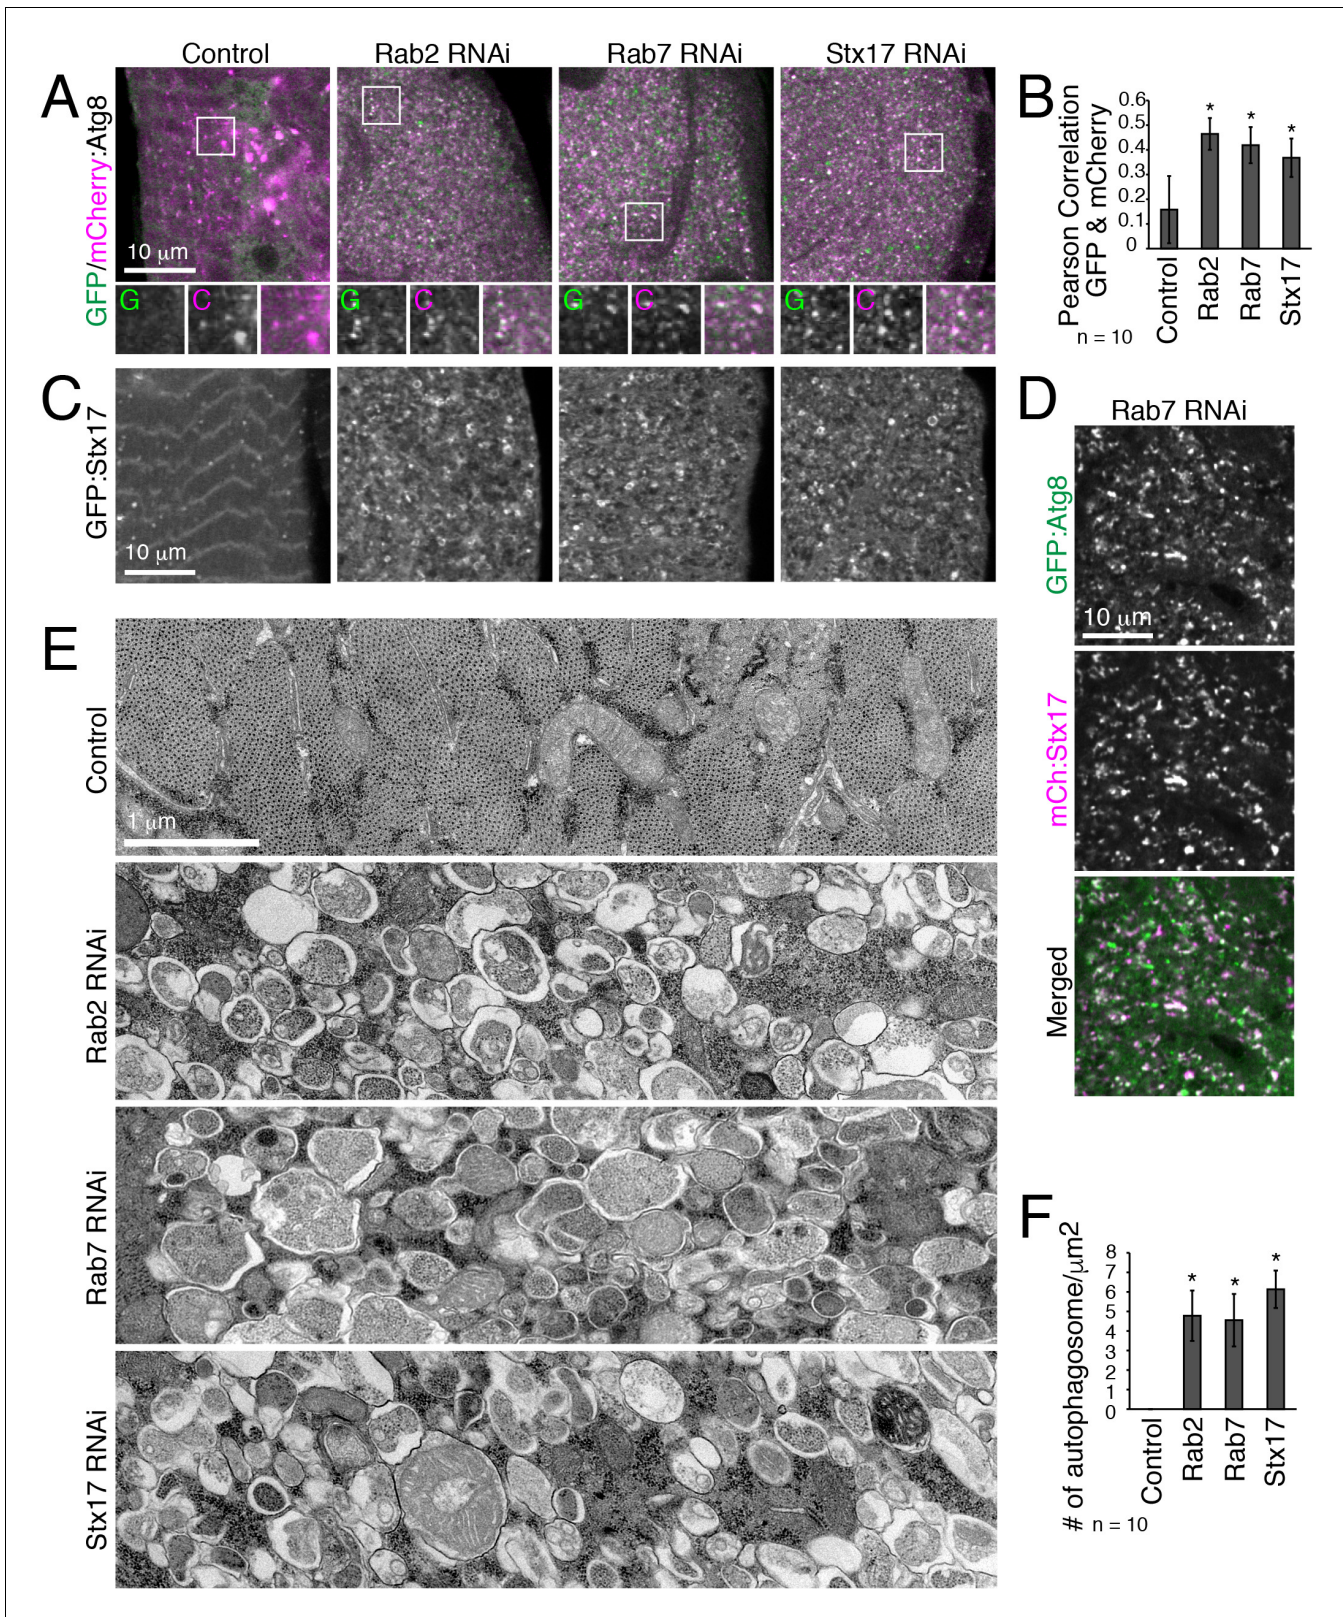 A
Control
Rab2 RNAi
Rab7 RNAi
Stx17 RNAi
GFP/mCherry:Atg8
10 μm
G
C
G
C
G
C
G
C
B
Pearson Correlation
GFP & mCherry
0.6
0.5
0.4
0.3
0.2
0.1
0
*
*
*
Control
Rab2
Rab7
Stx17
n = 10
C
GFP:Stx17
10 μm
D
Rab7 RNAi
GFP:Atg8
10 μm
mCh:Stx17
Merged
E
Control
1 μm
Rab2 RNAi
Rab7 RNAi
Stx17 RNAi
F
# of autophagosome/μm2
8
7
6
5
4
3
2
1
0
*
*
*
Control
Rab2
Rab7
Stx17
n = 10